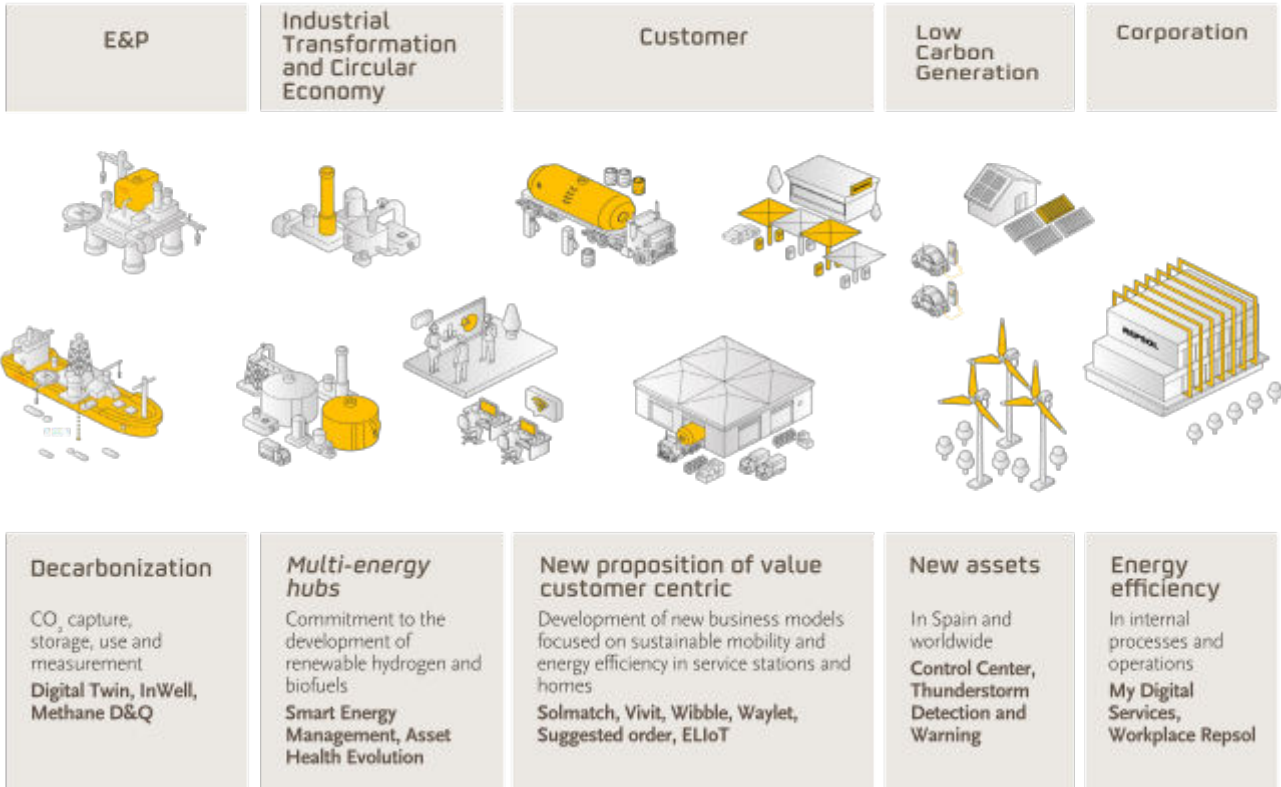 E&P
Industrial
Transformation
and Circular
Economy
Customer
Low
Carbon
Generation
Corporation
REPSOL
Decarbonization
CO₂ capture,
storage, use and
measurement
Digital Twin, InWell,
Methane D&Q
Multi-energy
hubs
Commitment to the
development of
renewable hydrogen and
biofuels
Smart Energy
Management, Asset
Health Evolution
New proposition of value
customer centric
Development of new business models
focused on sustainable mobility and
energy efficiency in service stations and
homes
Solmatch, Vivit, Wibble, Waylet,
Suggested order, ELIoT
New assets
In Spain and
worldwide
Control Center,
Thunderstorm
Detection and
Warning
Energy
efficiency
In internal
processes and
operations
My Digital
Services,
Workplace Repsol